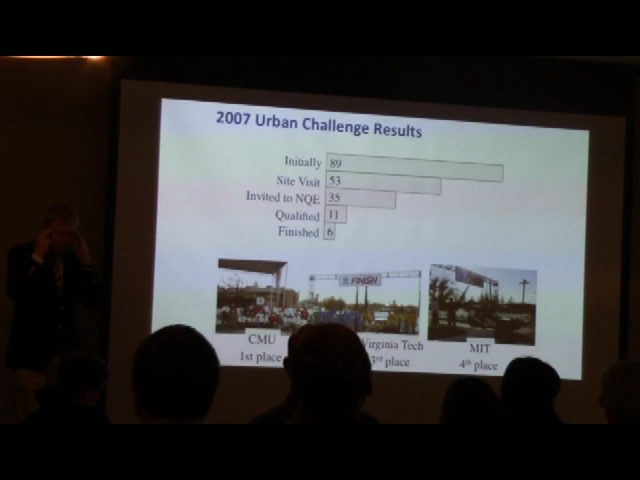 2007 Urban Challenge Results
Initially 89
Site Visit 53
Invited to NQE 35
Qualified 11
Finished 6
FINISH
CMU
1st place
Virginia Tech
3rd place
MIT
4th place